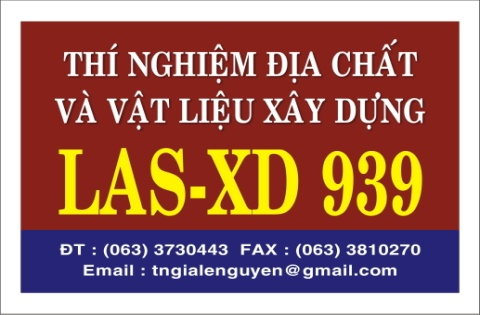 THÍ NGHIỆM ĐỊA CHẤT
VÀ VẬT LIỆU XÂY DỰNG
LAS-XD 939
ĐT : (063) 3730443 FAX : (063) 3810270
Email : tngialenguyen@gmail.com